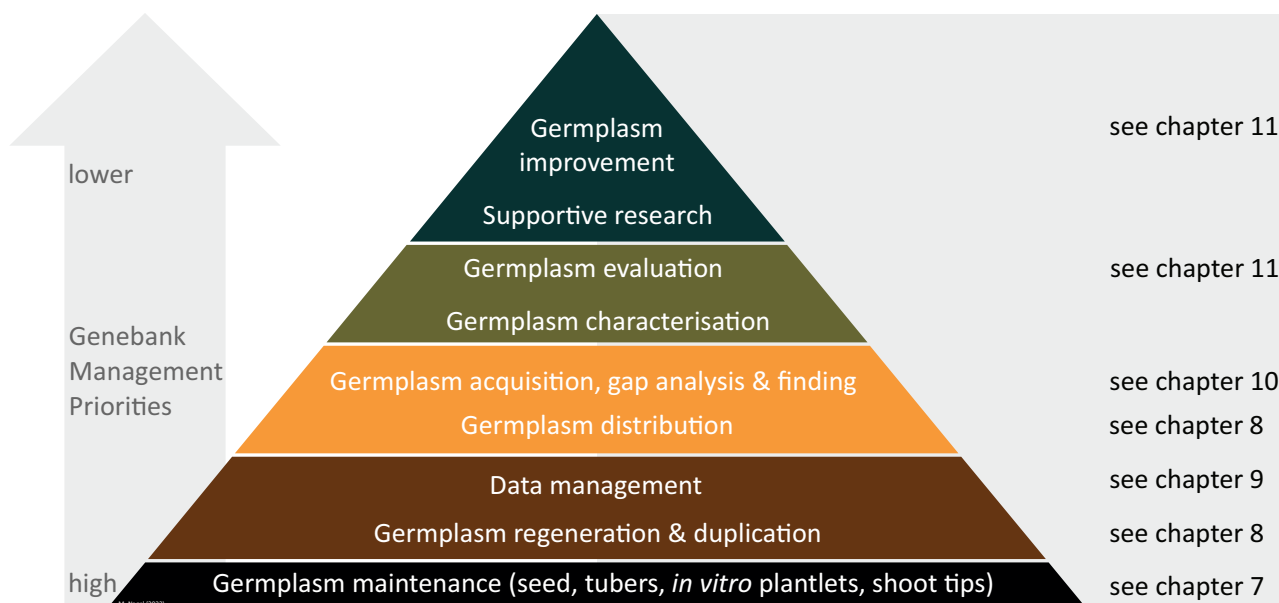 Germplasm
improvement
see chapter 11
lower
Supportive research
Germplasm evaluation
see chapter 11
Germplasm characterisation
Genebank
Management
Priorities
Germplasm acquisition, gap analysis & finding
see chapter 10
Germplasm distribution
see chapter 8
Data management
see chapter 9
Germplasm regeneration & duplication
see chapter 8
high
Germplasm maintenance (seed, tubers, in vitro plantlets, shoot tips)
see chapter 7